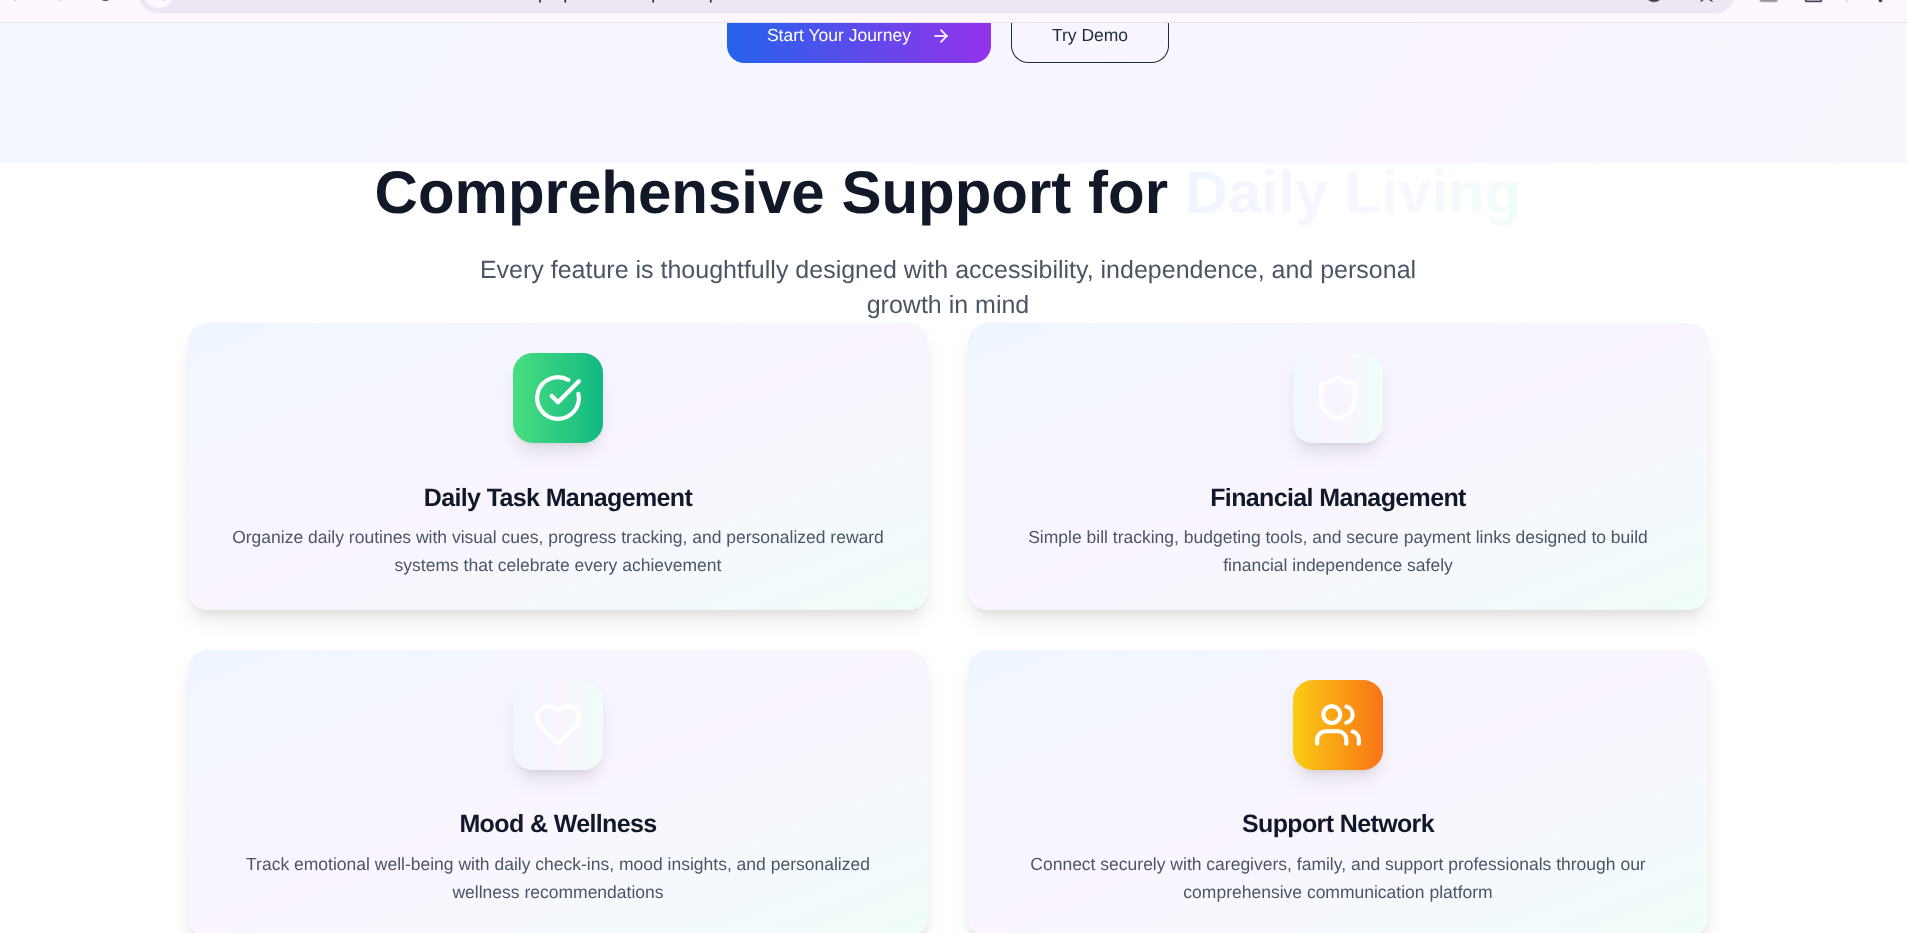 Start Your Journey
Try Demo
Comprehensive Support for Daily Living
Every feature is thoughtfully designed with accessibility, independence, and personal
growth in mind
Daily Task Management
Organize daily routines with visual cues, progress tracking, and personalized reward
systems that celebrate every achievement
Financial Management
Simple bill tracking, budgeting tools, and secure payment links designed to build
financial independence safely
Mood & Wellness
Track emotional well-being with daily check-ins, mood insights, and personalized
wellness recommendations
Support Network
Connect securely with caregivers, family, and support professionals through our
comprehensive communication platform